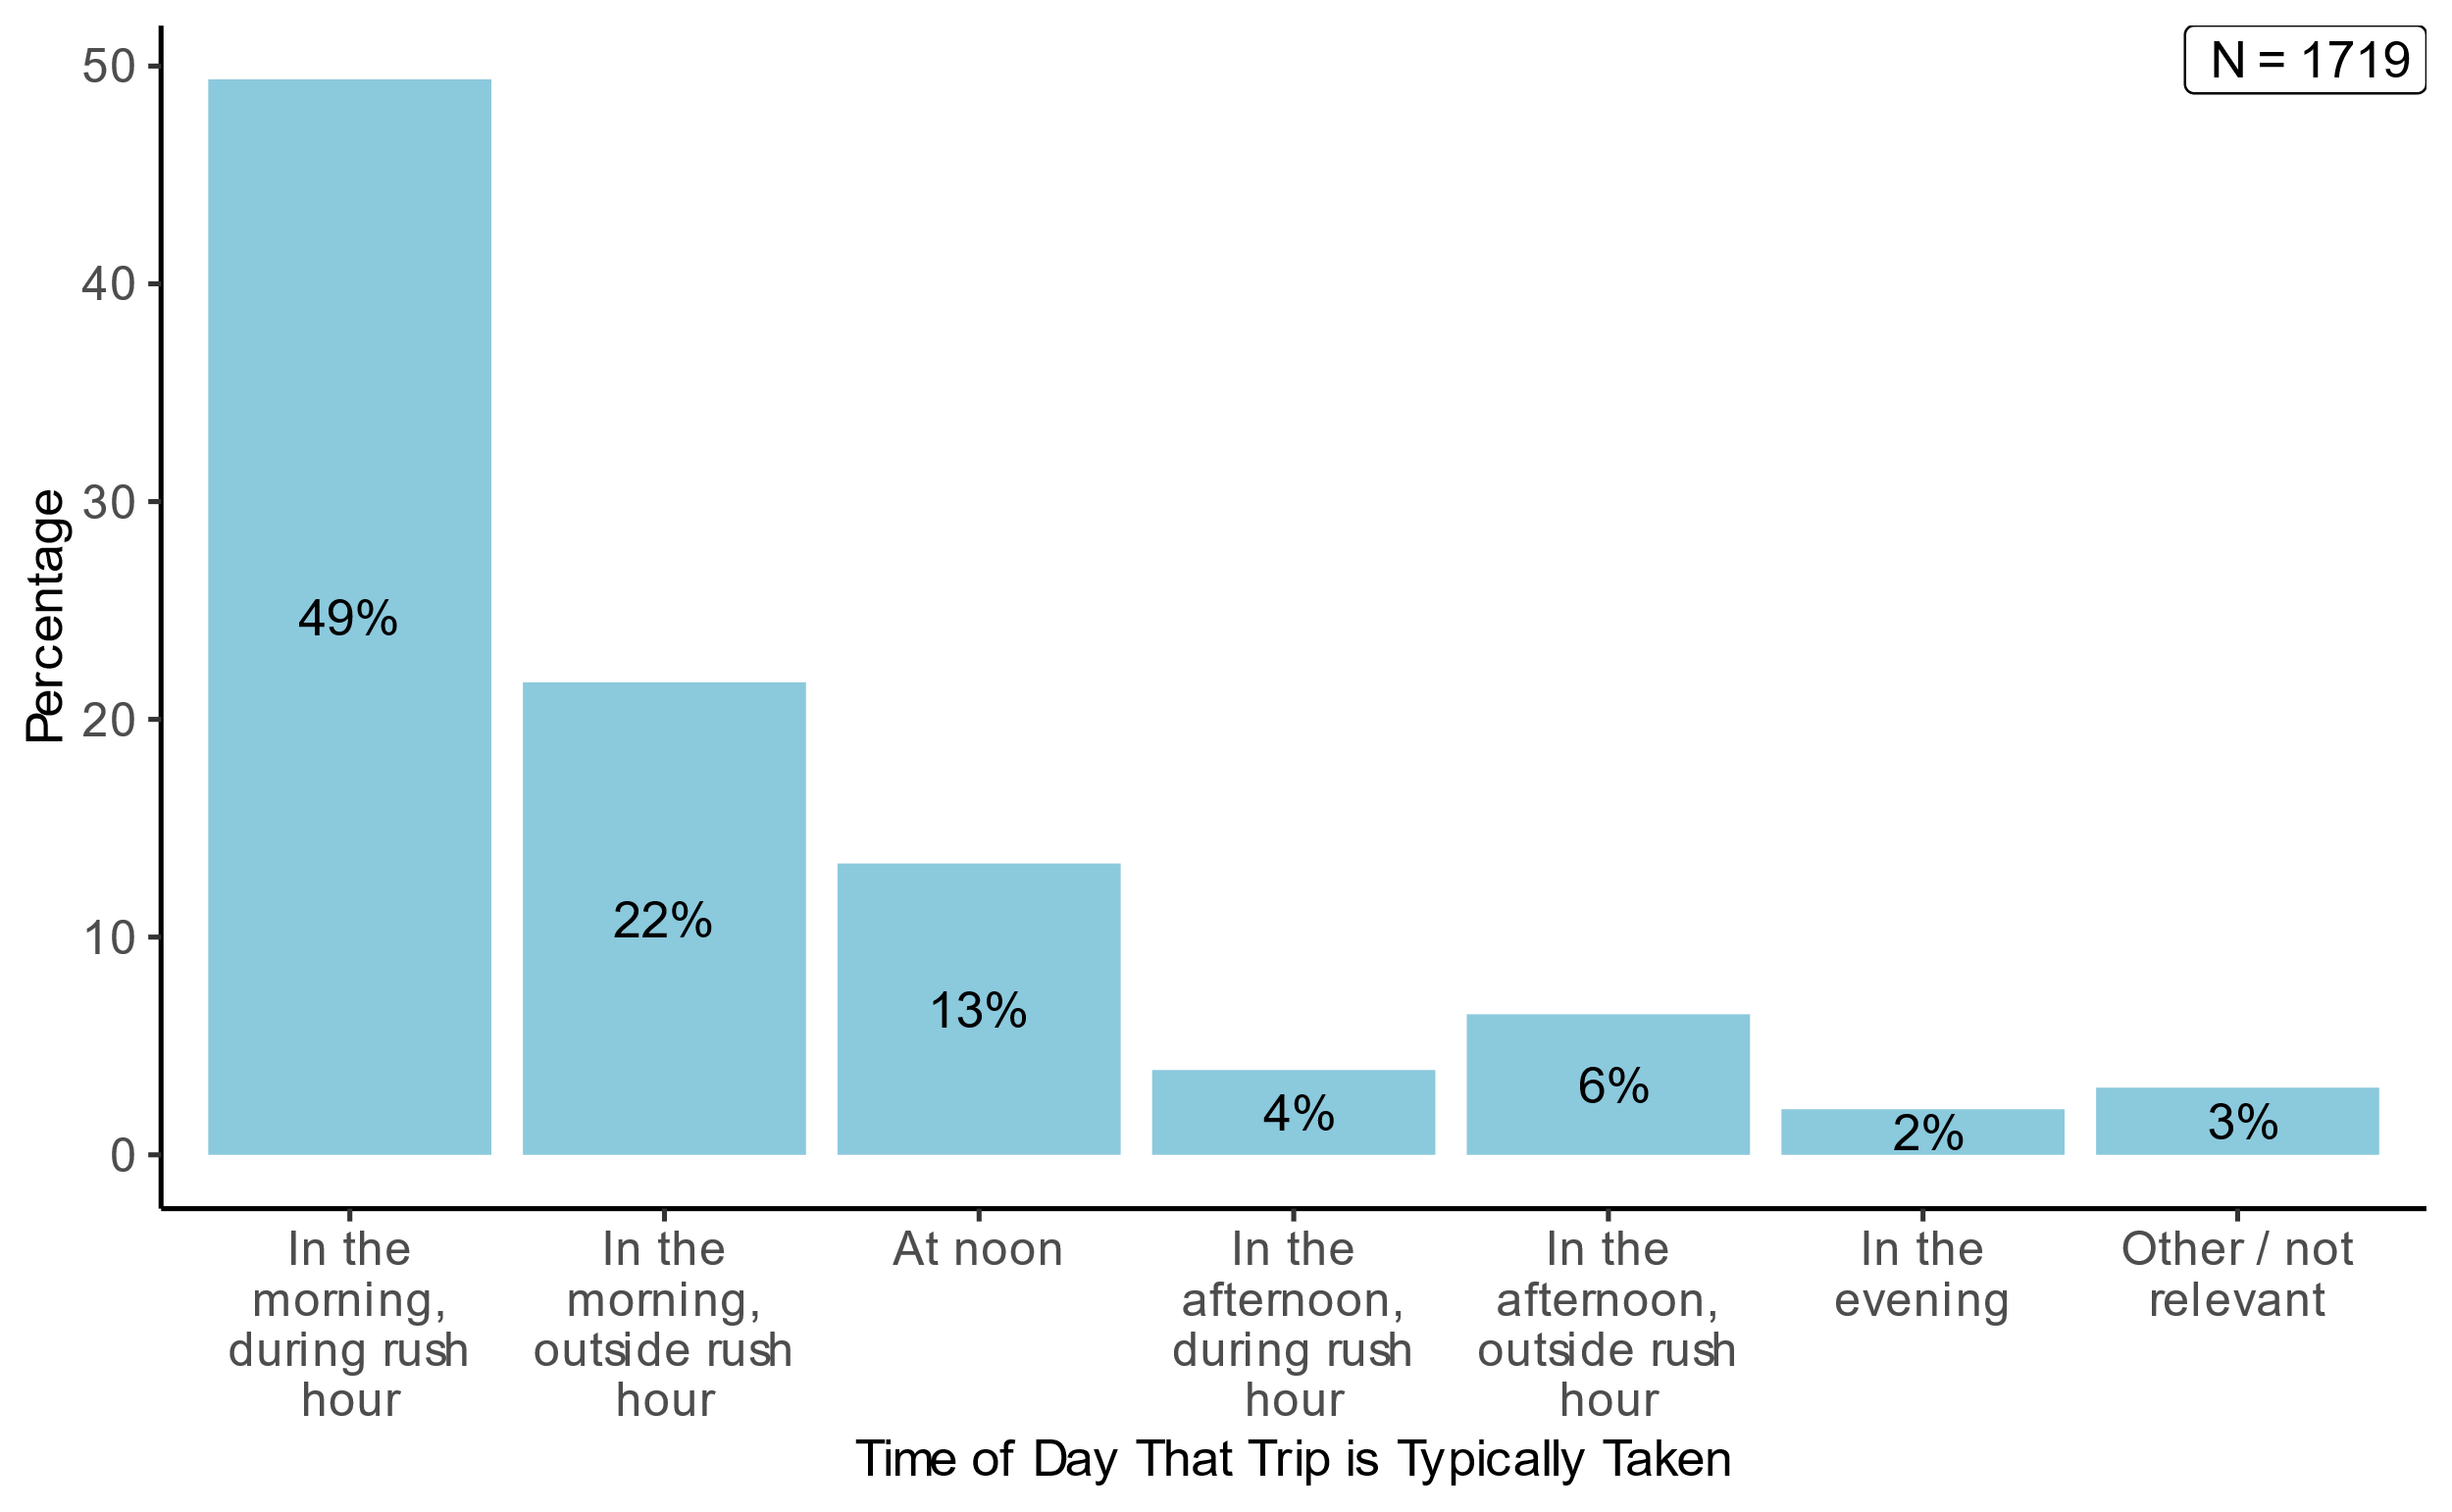 N = 1719
Percentage
50
40
30
20
10
0
49%
22%
13%
4%
6%
2%
3%
In the
morning,
during rush
hour
In the
morning,
outside rush
hour
At noon
In the
afternoon,
during rush
hour
In the
afternoon,
outside rush
hour
In the
evening
Other / not
relevant
Time of Day That Trip is Typically Taken